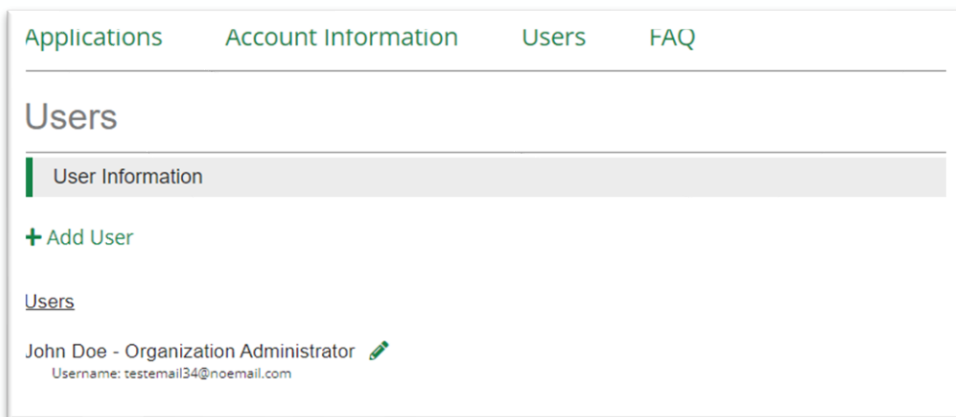 Applications Account Information Users FAQ
Users
User Information
+ Add User
Users
John Doe - Organization Administrator
Username: testemail34@noemail.com